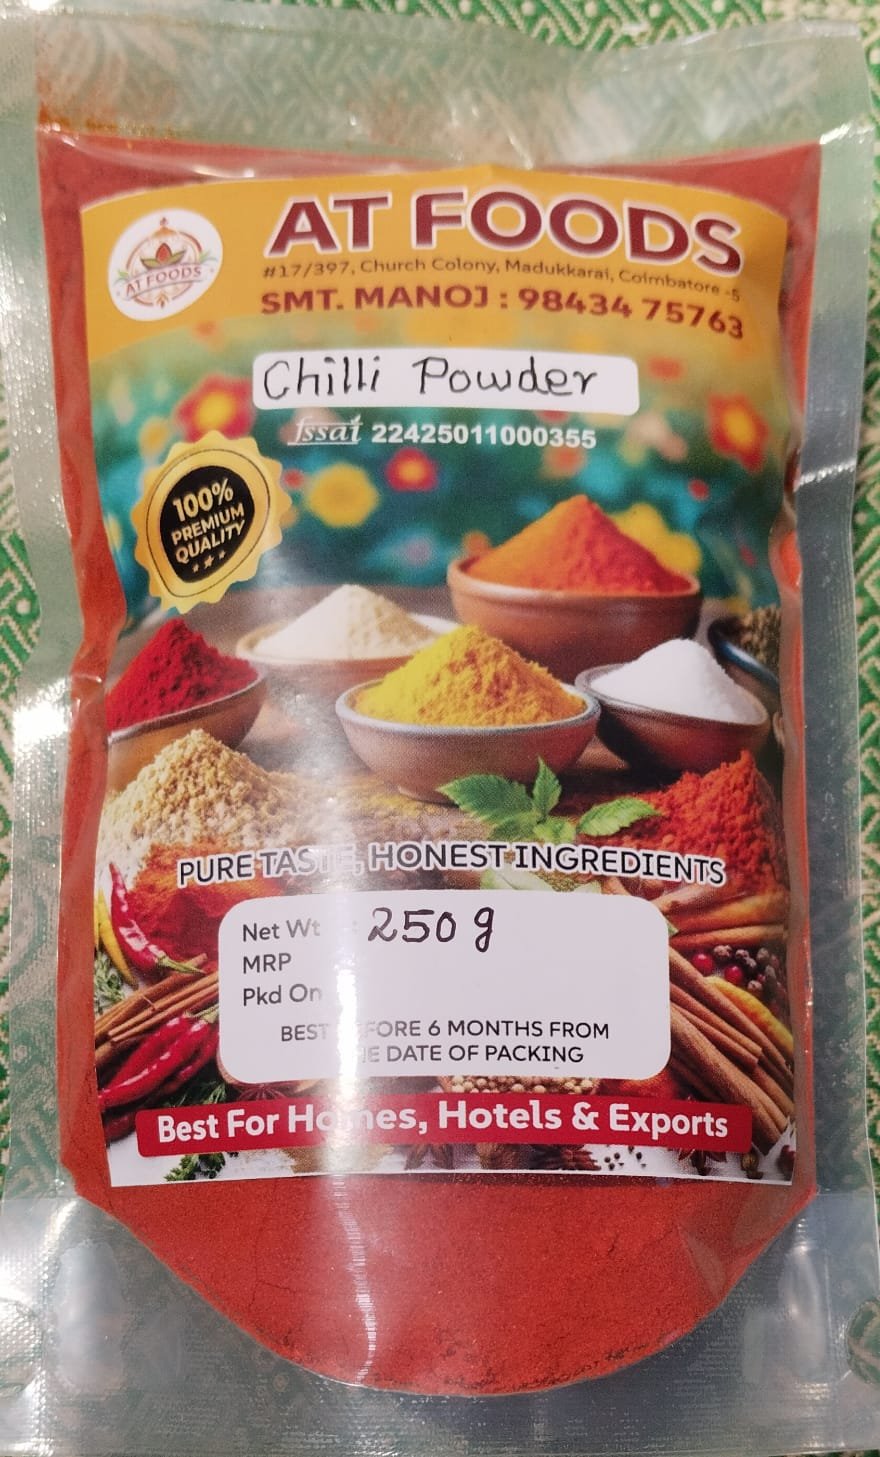 AT FOODS
AT FOODS
#17/397, Church Colony, Madukkarai, Coimbatore -5
SMT. MANOJ : 98434 75763
Chilli Powder
fssai 22425011000355
100%
PREMIUM
QUALITY
PURE TASTE, HONEST INGREDIENTS
Net Wt : 250 g
MRP
Pkd On
BEST BEFORE 6 MONTHS FROM
THE DATE OF PACKING
Best For Homes, Hotels & Exports